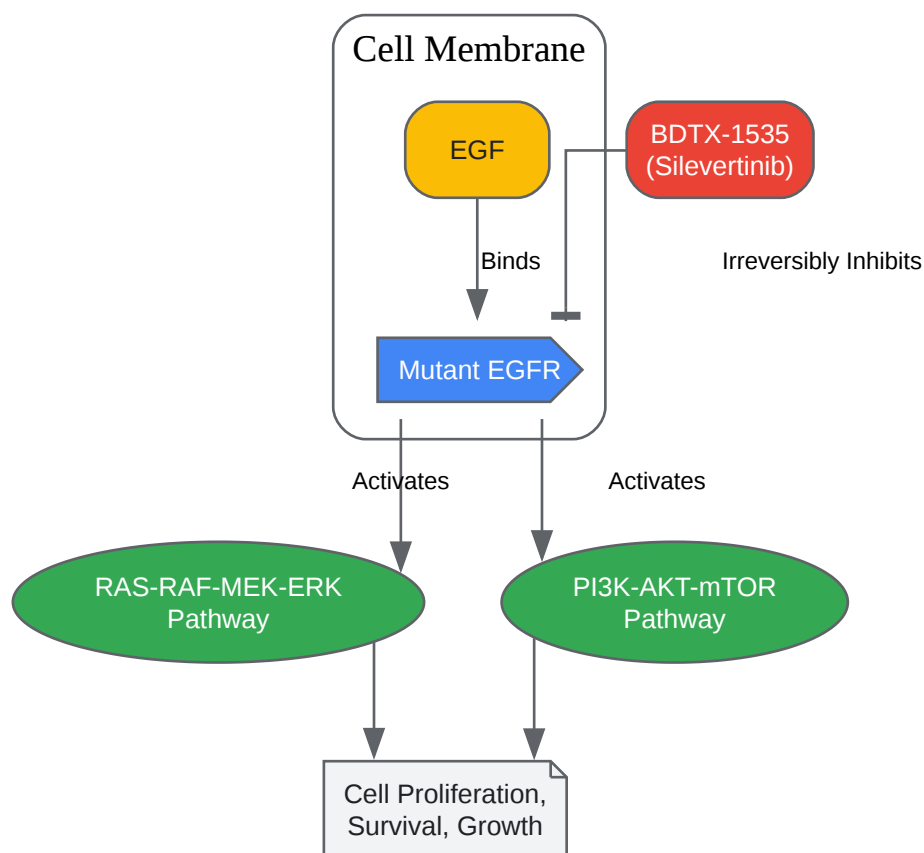 Cell Membrane
EGF
BDTX-1535
(Silevertinib)
Binds
Irreversibly Inhibits
Mutant EGFR
Activates
Activates
RAS-RAF-MEK-ERK
Pathway
PI3K-AKT-mTOR
Pathway
Cell Proliferation,
Survival, Growth